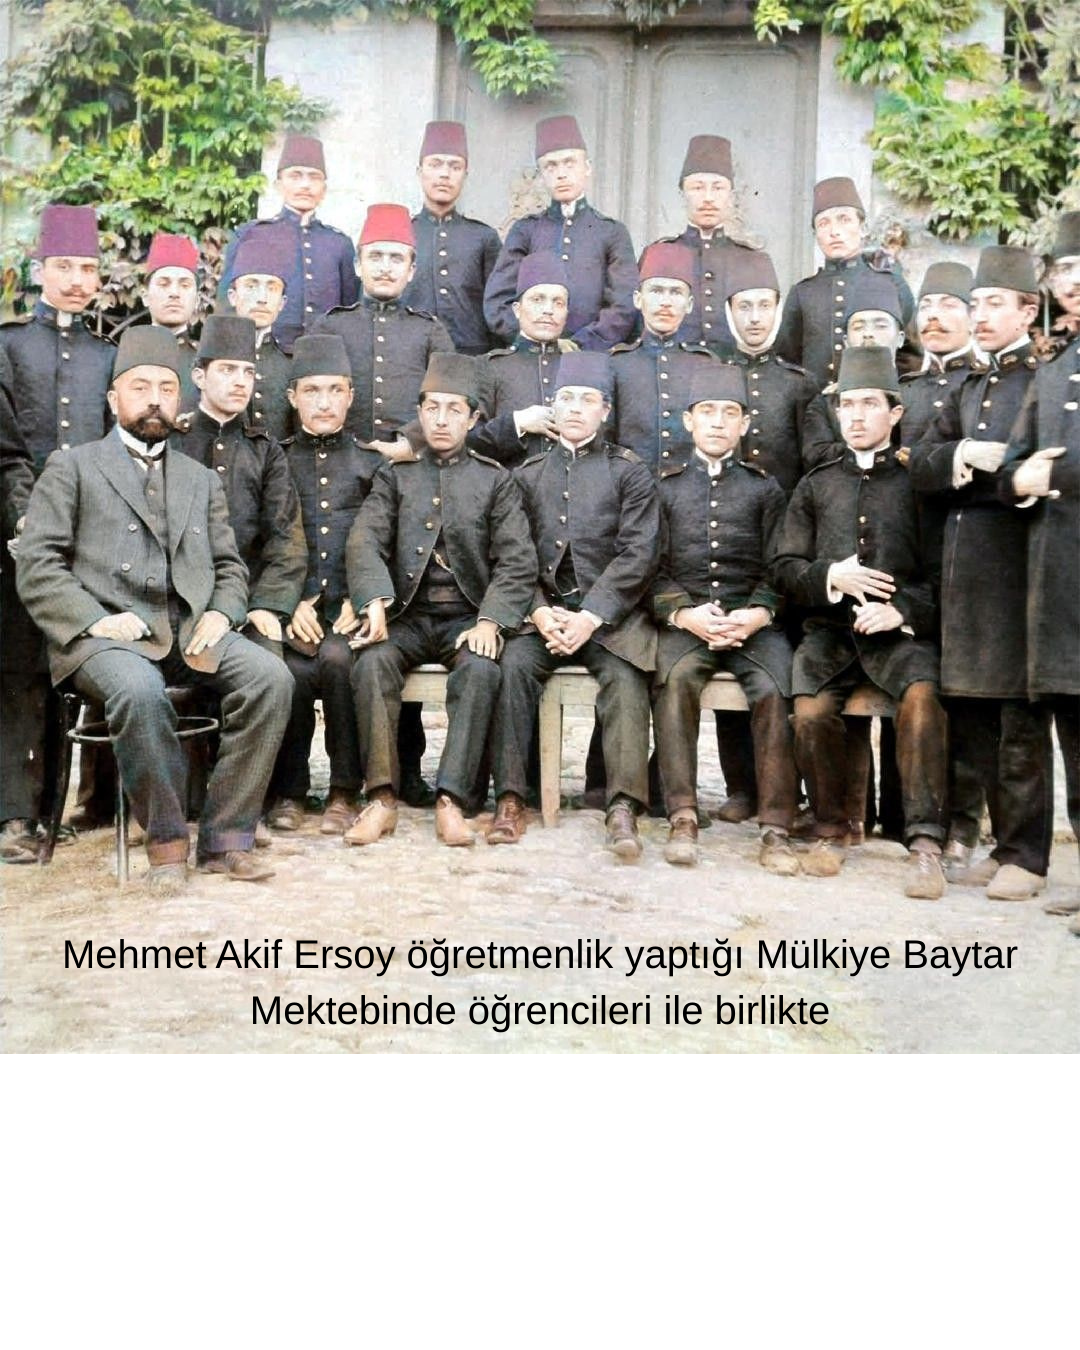 Mehmet Akif Ersoy öğretmenlik yaptığı Mülkiye Baytar
Mektebinde öğrencileri ile birlikte